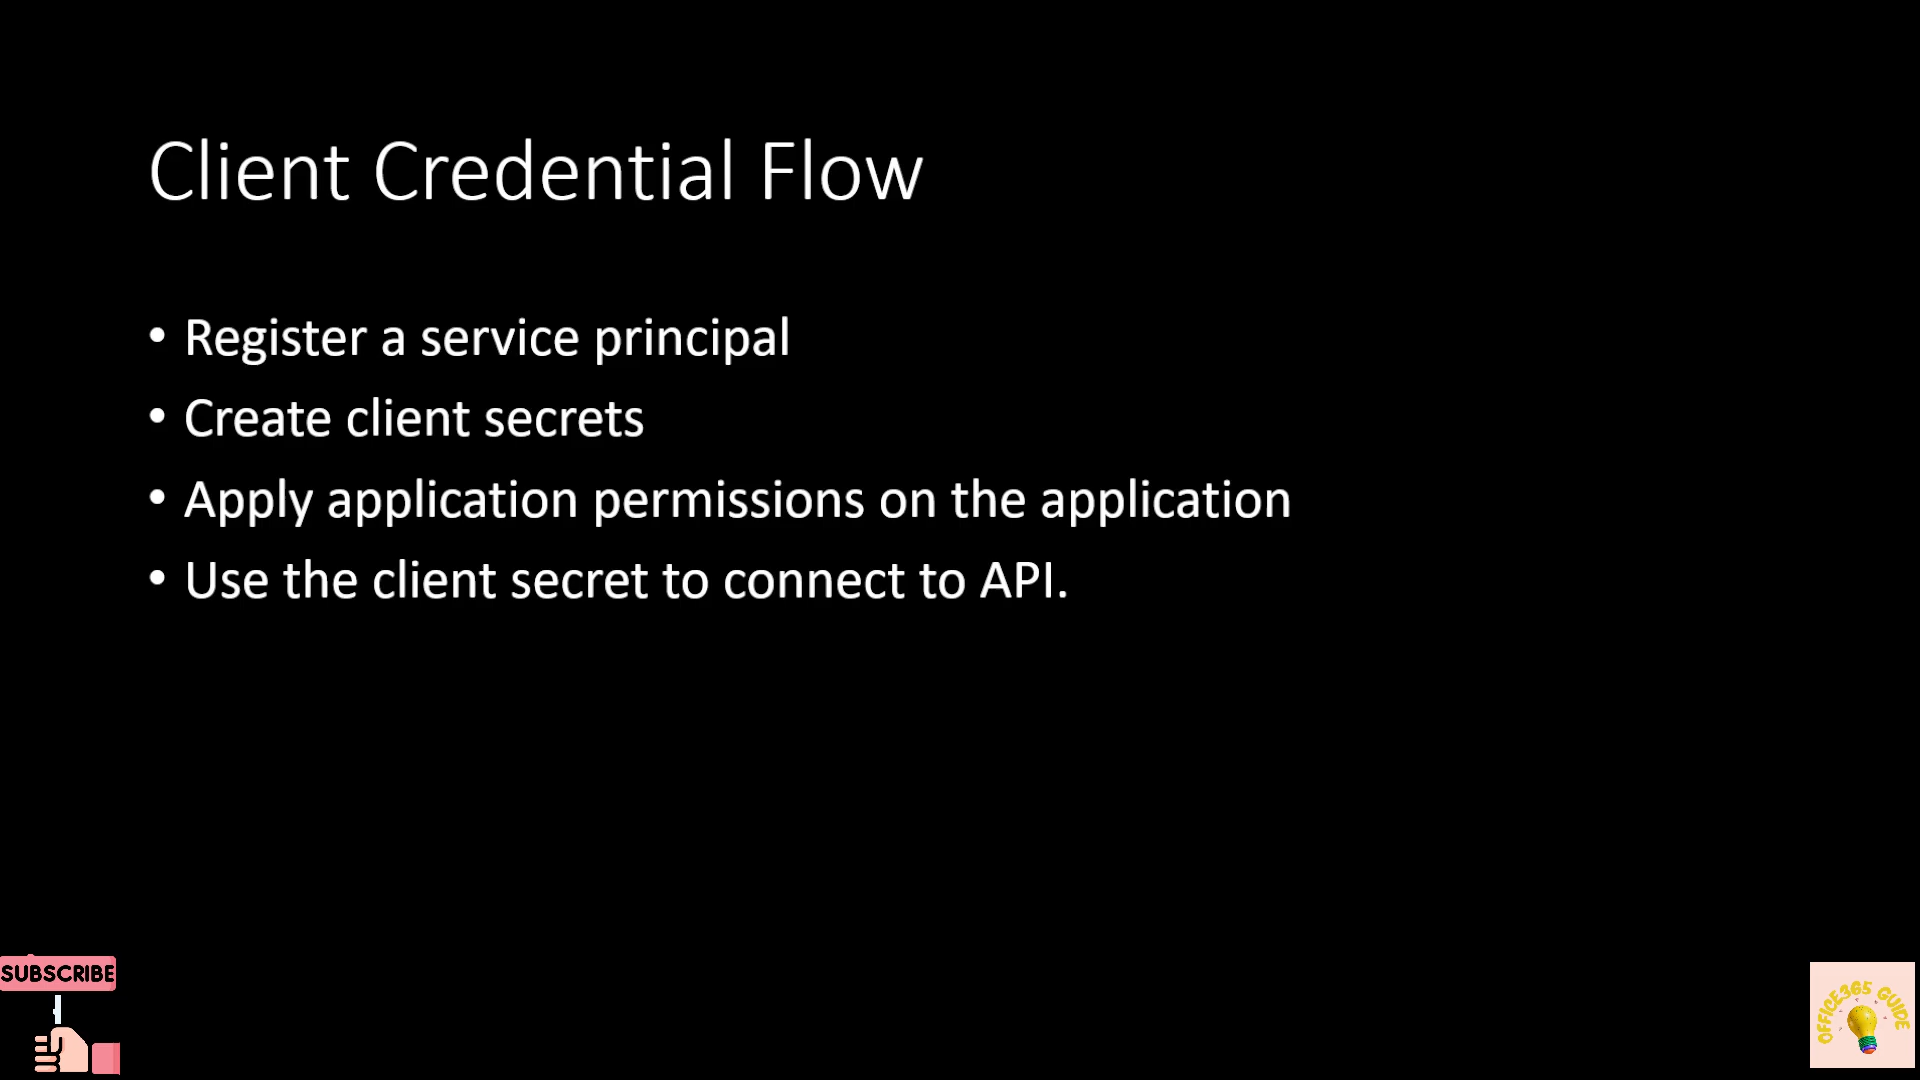 Client Credential Flow
• Register a service principal
• Create client secrets
• Apply application permissions on the application
• Use the client secret to connect to API.
SUBSCRIBE
OFFICE365 GUIDE